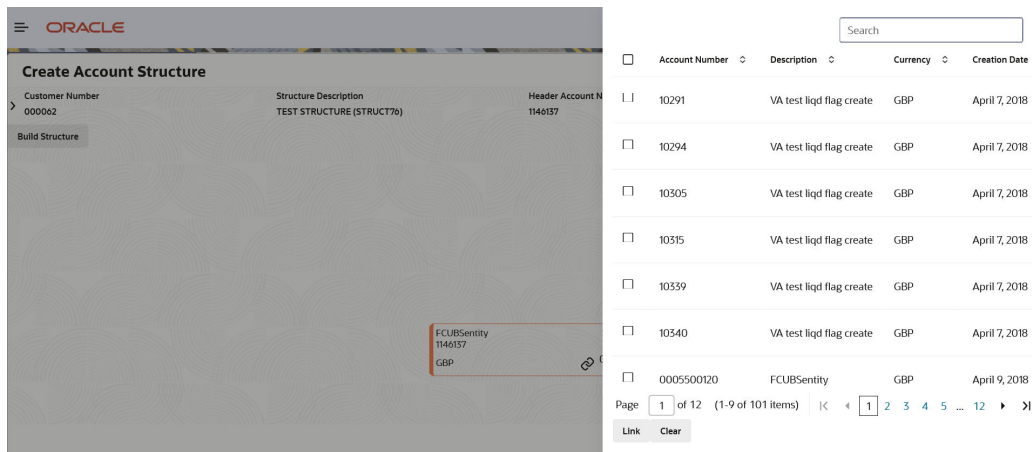 ORACLE
Create Account Structure
Customer Number Structure Description Header Account N
000062 TEST STRUCTURE (STRUCT76) 1146137
Build Structure
FCUBSentity
1146137
GBP
Search
Account Number Description Currency Creation Date
10291 VA test liqd flag create GBP April 7, 2018
10294 VA test liqd flag create GBP April 7, 2018
10305 VA test liqd flag create GBP April 7, 2018
10315 VA test liqd flag create GBP April 7, 2018
10339 VA test liqd flag create GBP April 7, 2018
10340 VA test liqd flag create GBP April 7, 2018
0005500120 FCUBSentity GBP April 9, 2018
Page 1 of 12 (1-9 of 101 items) 1 2 3 4 5 ... 12
Link Clear